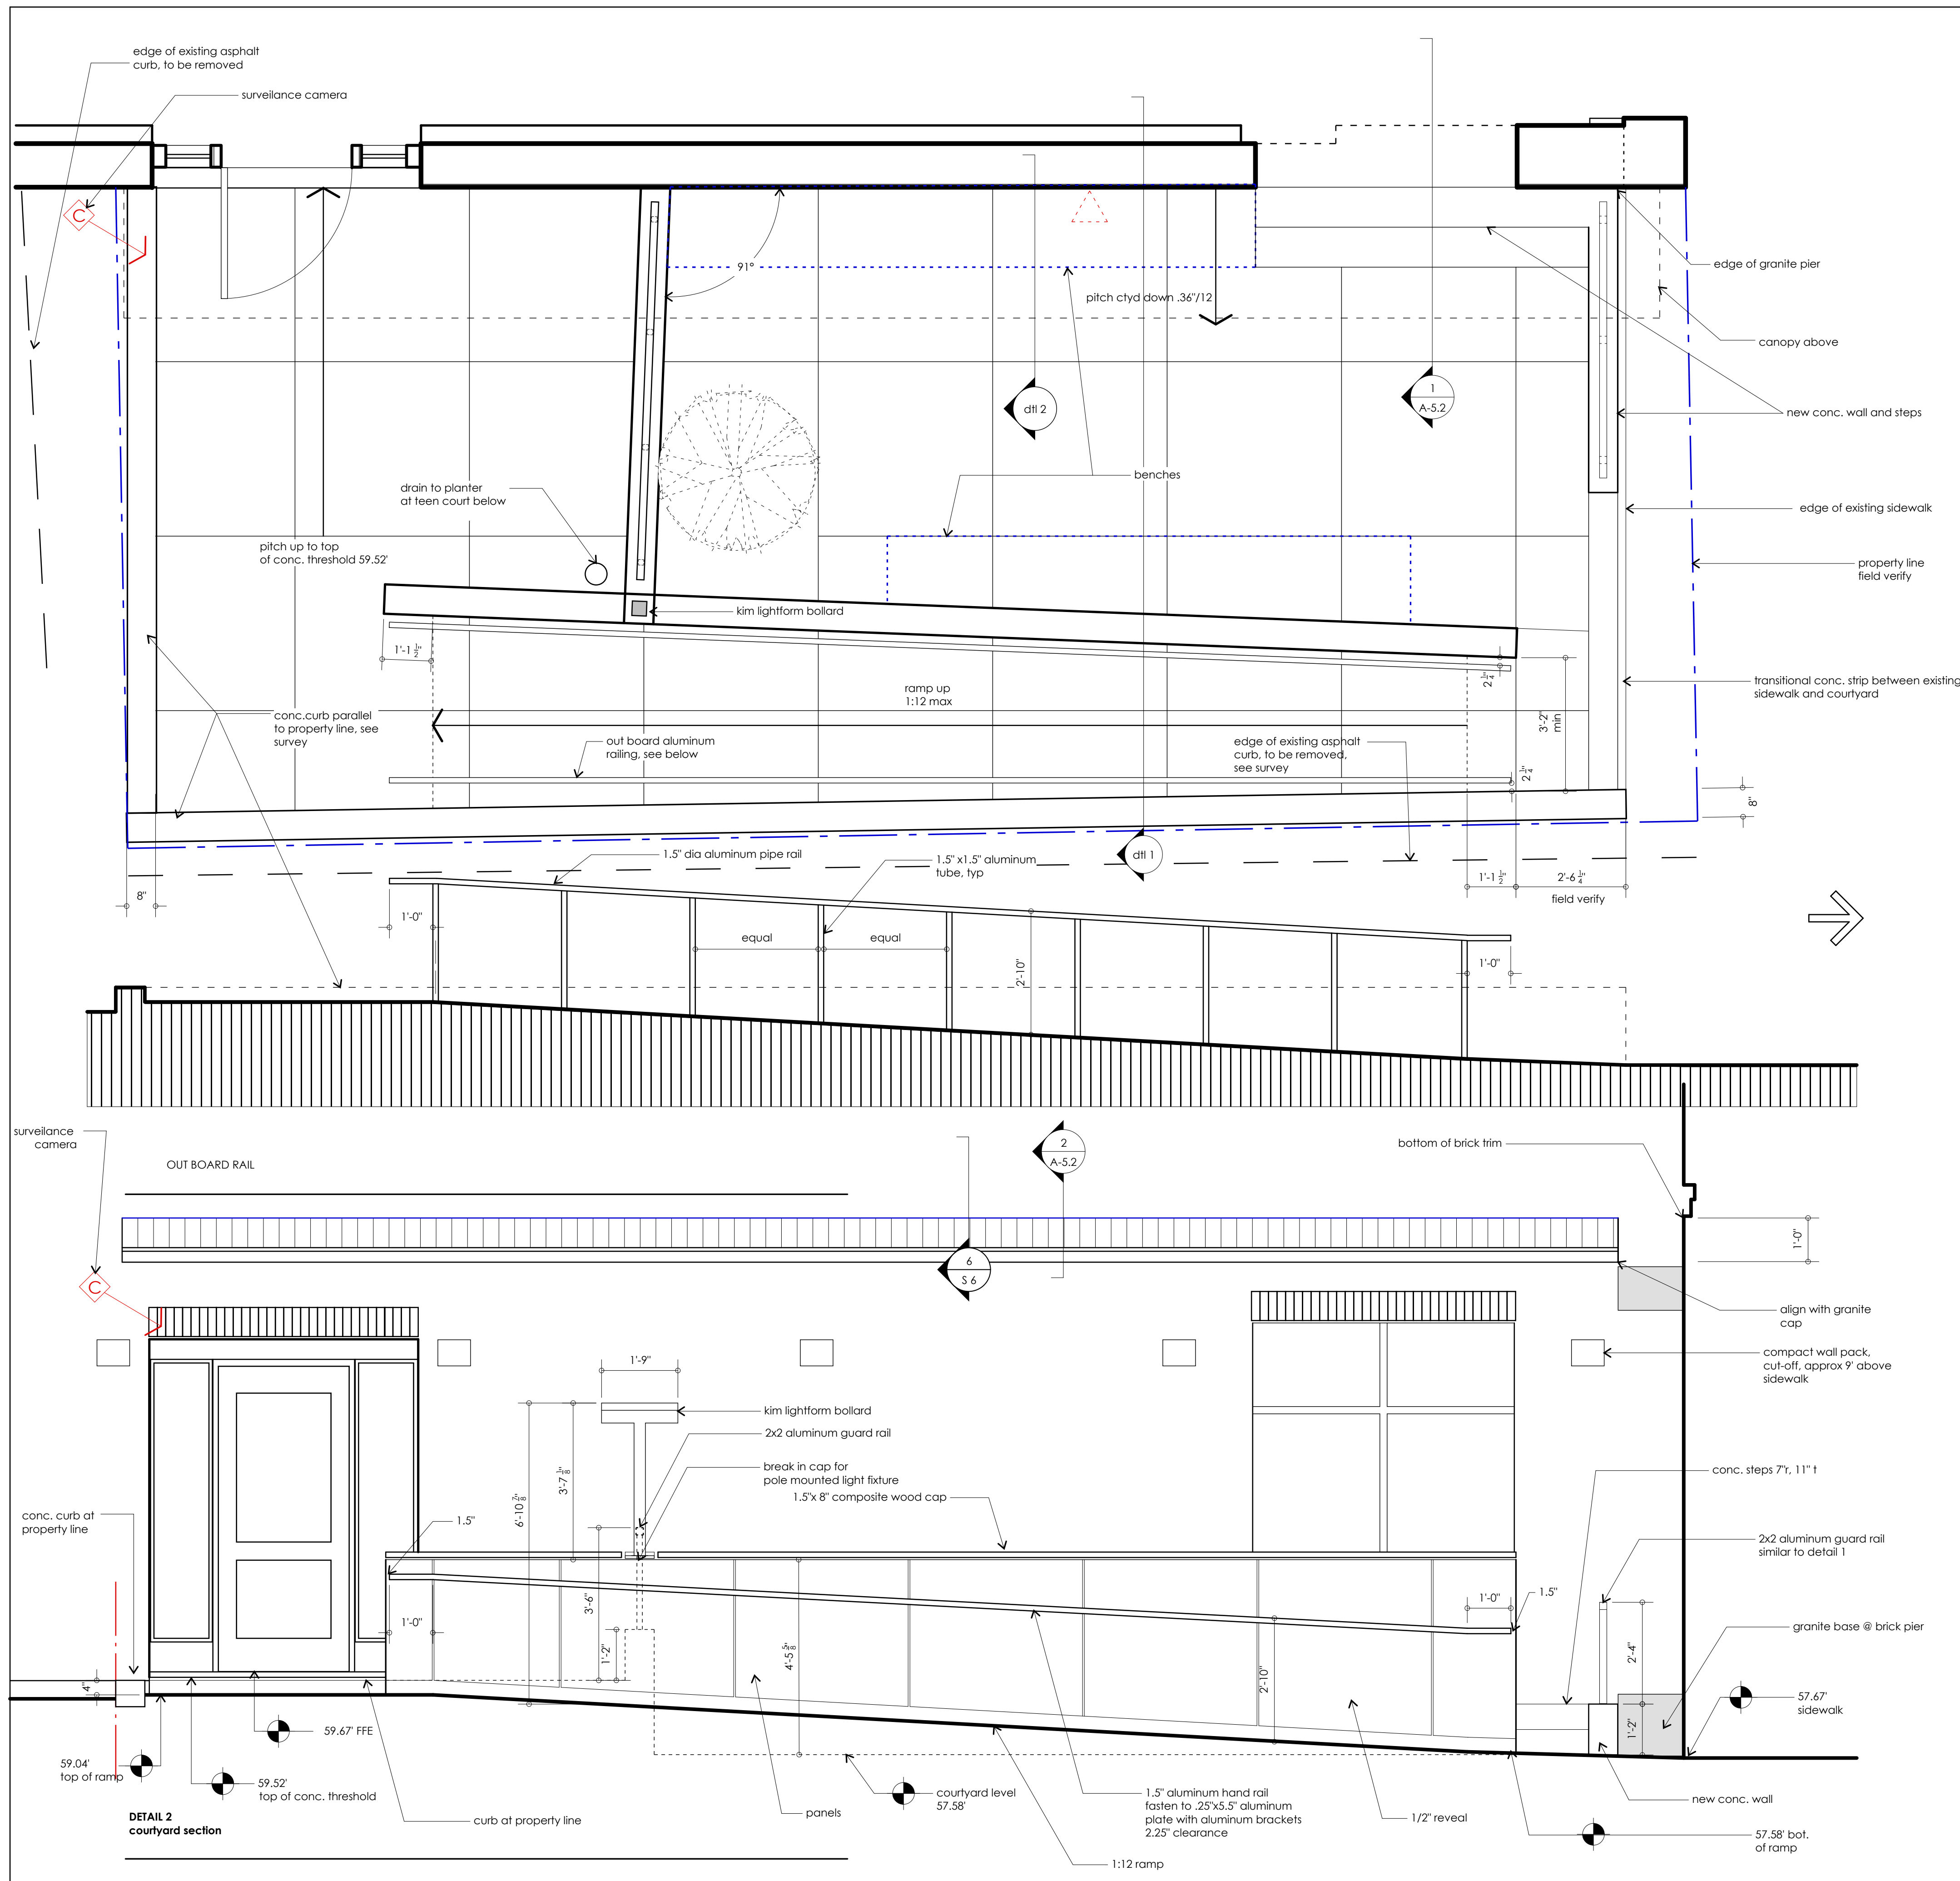 edge of existing asphalt
curb, to be removed
surveilance camera
C
91°
pitch ctyd down .36"/12
edge of granite pier
canopy above
dtl 2
1
A-5.2
new conc. wall and steps
drain to planter
at teen court below
benches
edge of existing sidewalk
pitch up to top
of conc. threshold 59.52'
property line
field verify
kim lightform bollard
1'-1 1/2"
2 1/4"
ramp up
1:12 max
transitional conc. strip between existing
sidewalk and courtyard
conc.curb parallel
to property line, see
survey
3'-2"
min
out board aluminum
railing, see below
edge of existing asphalt
curb, to be removed,
see survey
2 1/4"
8"
1.5" dia aluminum pipe rail
1.5" x1.5" aluminum
tube, typ
dtl 1
8"
1'-1 1/2"
2'-6 1/4"
field verify
1'-0"
equal
equal
2'-10"
1'-0"
surveilance
camera
OUT BOARD RAIL
2
A-5.2
bottom of brick trim
1'-0"
6
S 6
C
align with granite
cap
compact wall pack,
cut-off, approx 9' above
sidewalk
1'-9"
kim lightform bollard
2x2 aluminum guard rail
break in cap for
pole mounted light fixture
1.5"x 8" composite wood cap
conc. steps 7"r, 11" t
3'-7 1/8"
6'-10 7/8"
conc. curb at
property line
1.5"
2x2 aluminum guard rail
similar to detail 1
1'-0"
3'-6"
1'-0"
1.5"
granite base @ brick pier
1'-2"
4'-5 5/8"
2'-10"
2'-4"
4"
57.67'
sidewalk
1'-2"
59.67' FFE
59.04'
top of ramp
59.52'
top of conc. threshold
courtyard level
57.58'
1.5" aluminum hand rail
fasten to .25"x5.5" aluminum
plate with aluminum brackets
2.25" clearance
new conc. wall
DETAIL 2
courtyard section
curb at property line
panels
1/2" reveal
57.58' bot.
of ramp
1:12 ramp